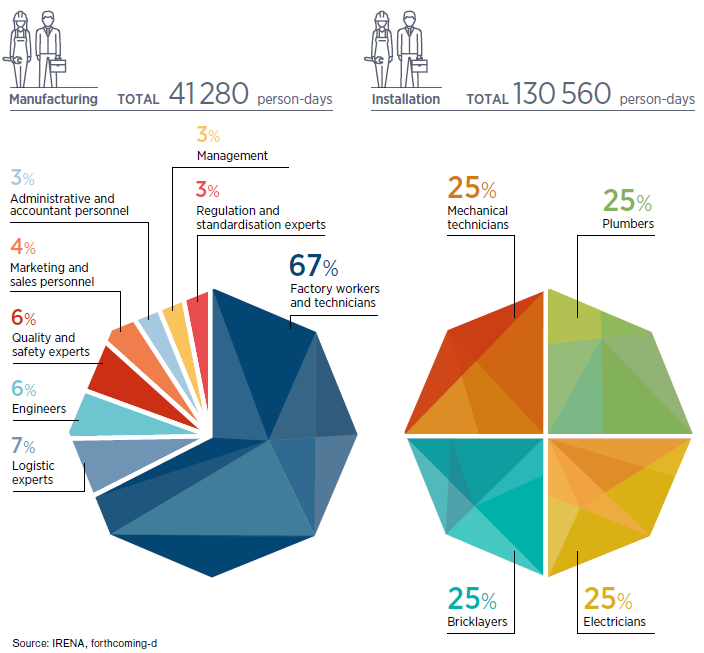 Manufacturing TOTAL 41 280 person-days
3%
Management
3%
Administrative and
accountant personnel
3%
Regulation and
standardisation experts
4%
Marketing and
sales personnel
67%
Factory workers
and technicians
6%
Quality and
safety experts
6%
Engineers
7%
Logistic
experts
Installation TOTAL 130 560 person-days
25%
Mechanical
technicians
25%
Plumbers
25%
Bricklayers
25%
Electricians
Source: IRENA, forthcoming-d